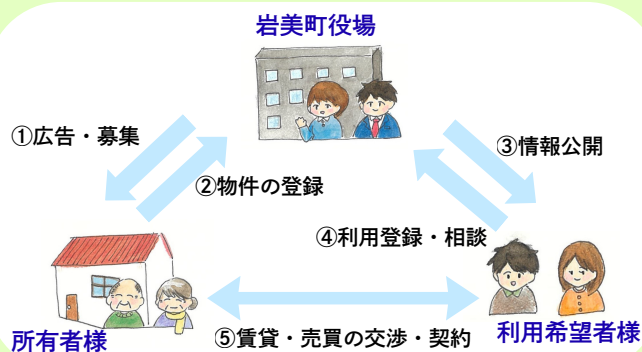 岩美町役場
①広告・募集
③情報公開
②物件の登録
④利用登録・相談
所有者様
⑤賃貸・売買の交渉・契約
利用希望者様